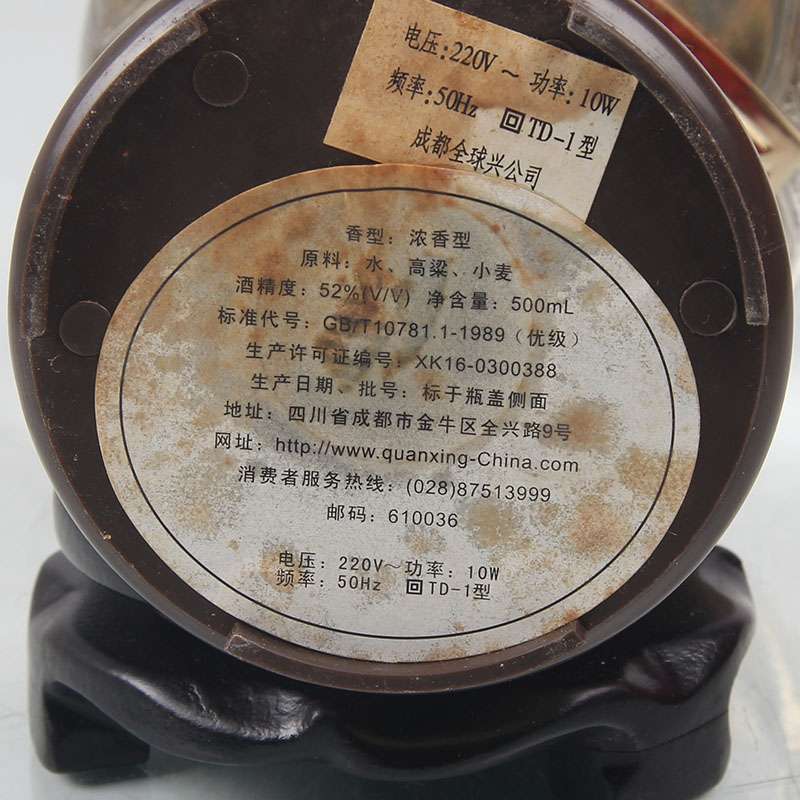 电压:220V～ 功率:10W
频率:50Hz 回TD-1型
成都全球兴公司
香型：浓香型
原料：水、高粱、小麦
酒精度：52%(V/V) 净含量：500mL
标准代号：GB/T10781.1-1989（优级）
生产许可证编号：XK16-0300388
生产日期、批号：标于瓶盖侧面
地址：四川省成都市金牛区全兴路9号
网址：http://www.quanxing-China.com
消费者服务热线：(028)87513999
邮码：610036
电压：220V～功率：10W
频率：50Hz 回TD-1型